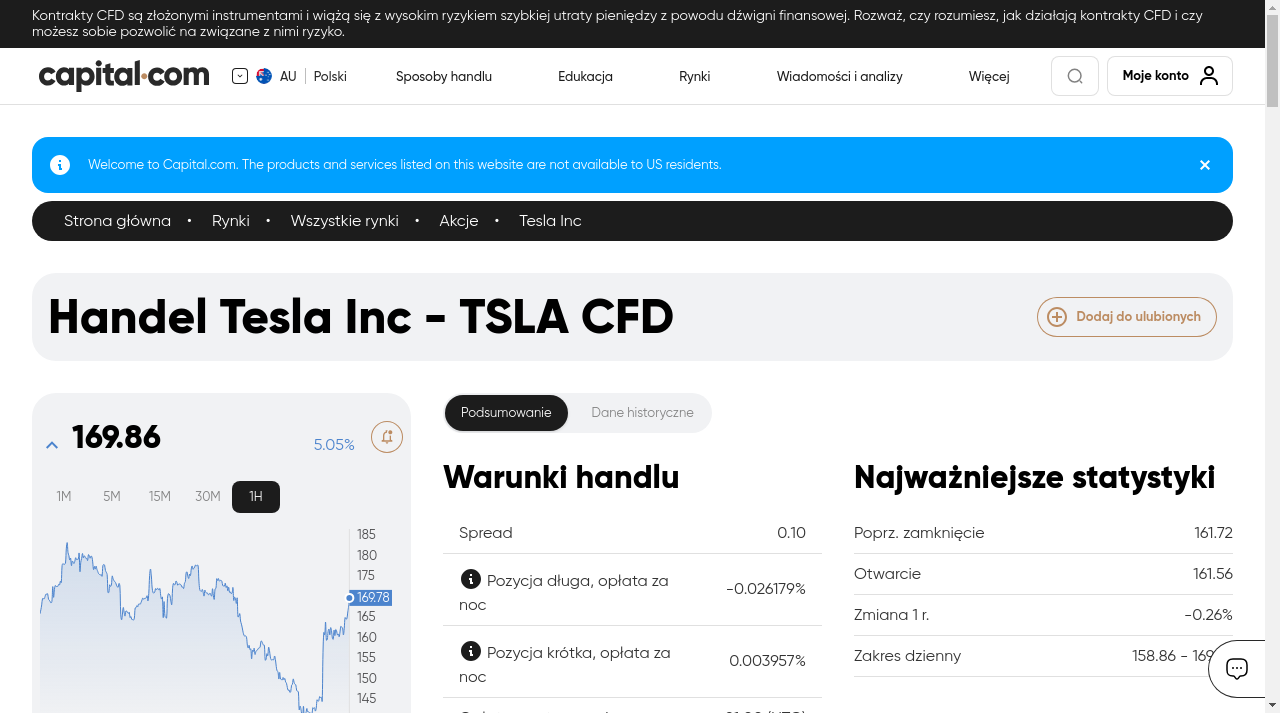 Kontrakty CFD są złożonymi instrumentami i wiążą się z wysokim ryzykiem szybkiej utraty pieniędzy z powodu dźwigni finansowej. Rozważ, czy rozumiesz, jak działają kontrakty CFD i czy
możesz sobie pozwolić na związane z nimi ryzyko.
capital.com AU Polski Sposoby handlu Edukacja Rynki Wiadomości i analizy Więcej Moje konto
Welcome to Capital.com. The products and services listed on this website are not available to US residents.
Strona główna • Rynki • Wszystkie rynki • Akcje • Tesla Inc
Handel Tesla Inc - TSLA CFD
Dodaj do ulubionych
169.86
5.05%
1M 5M 15M 30M 1H
185
180
175
169.78
165
160
155
150
145
Podsumowanie Dane historyczne
Warunki handlu
Spread 0.10
Pozycja długa, opłata za
noc
-0.026179%
Pozycja krótka, opłata za
noc
0.003957%
Najważniejsze statystyki
Poprz. zamknięcie 161.72
Otwarcie 161.56
Zmiana 1 r. -0.26%
Zakres dzienny 158.86 -